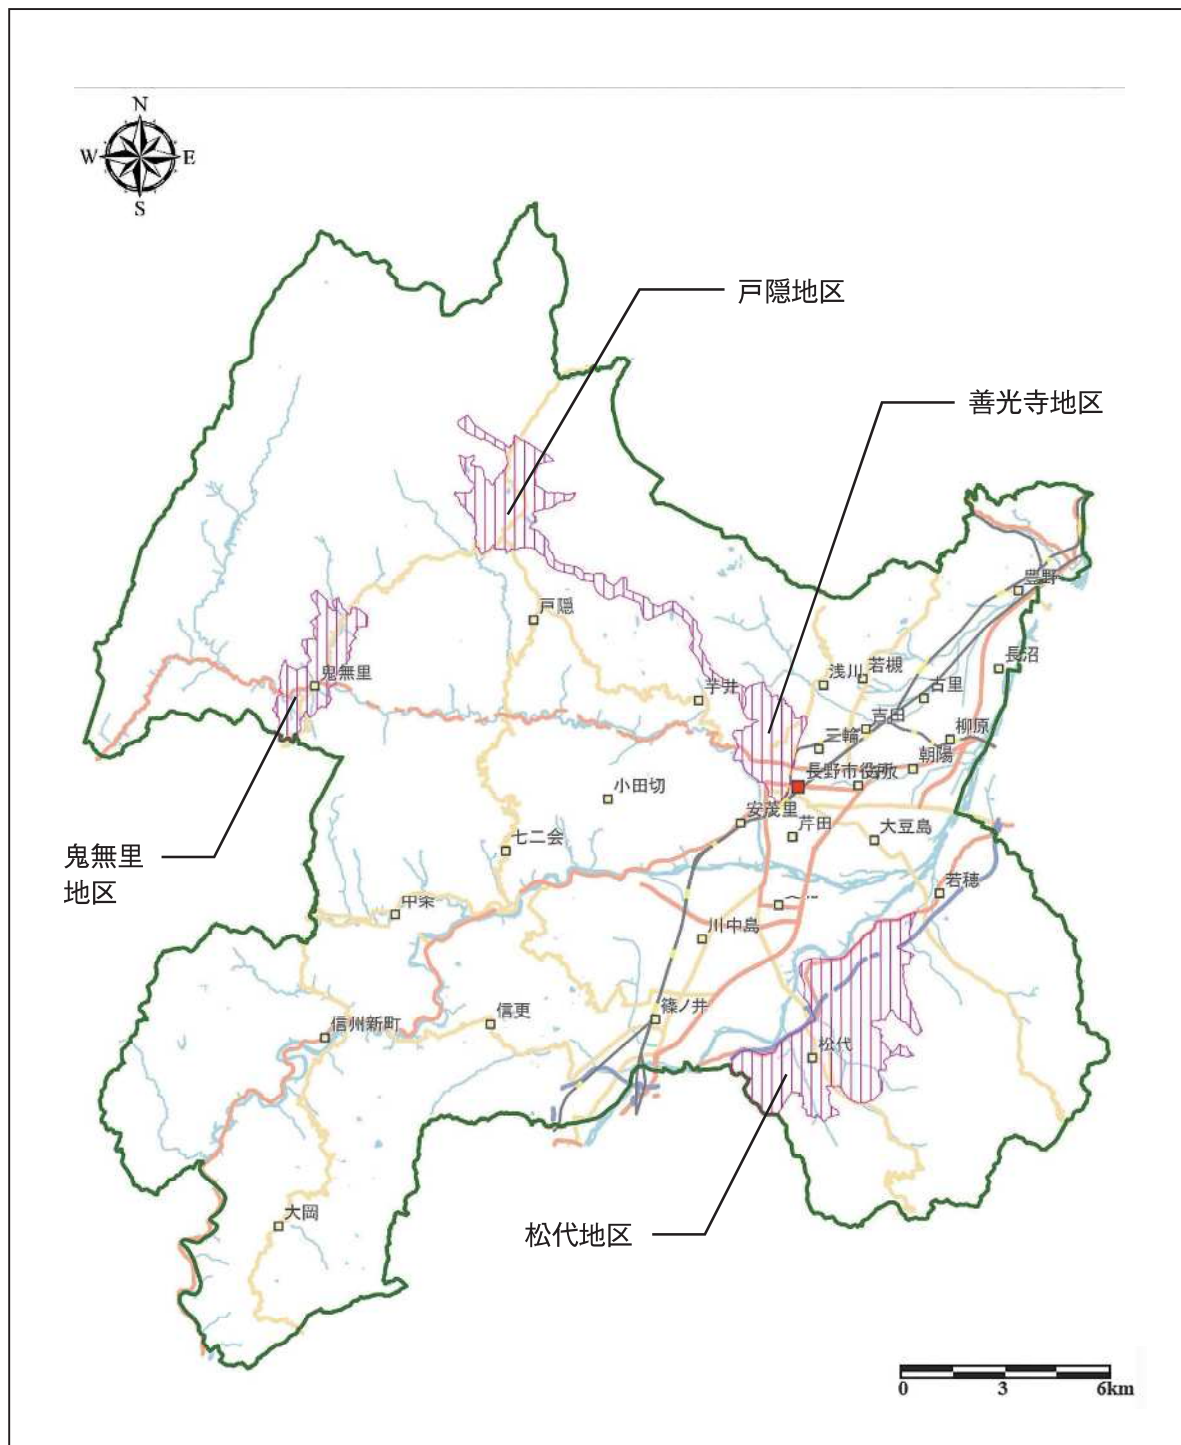 N
W
E
S
戸隠地区
善光寺地区
豊野
戸隠
長沼
浅川
若槻
鬼無里
芋井
古里
吉田
柳原
三輪
朝陽
長野市役所
小田切
安茂里
芹田
大豆島
七二会
鬼無里
地区
若穂
中条
川中島
信州新町
信更
篠ノ井
松代
大岡
松代地区
0
3
6km